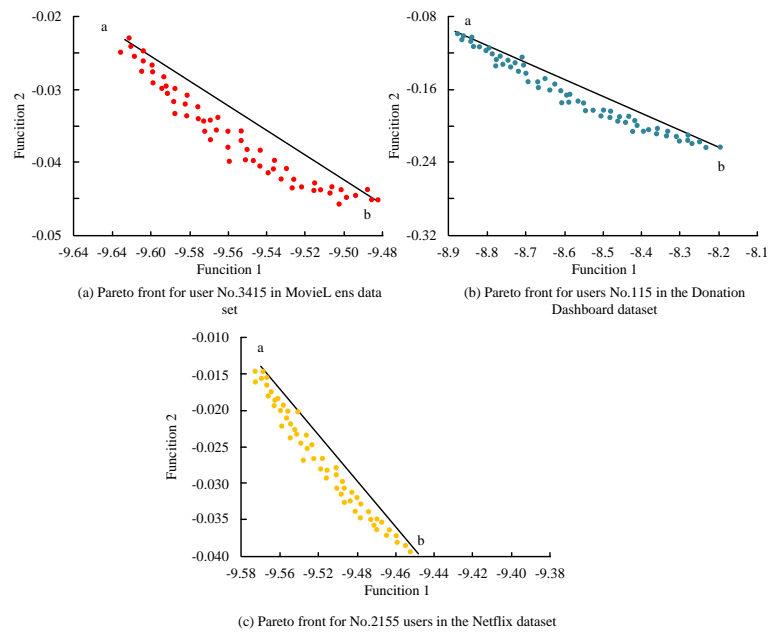 -0.02
-0.03
-0.04
-0.05
Funcition 2
a
b
-9.64 -9.64 -9.60 -9.56 -9.54 -9.53 -9.50 -9.48
Funcition 1
(a) Pareto front for user No.3415 in MovieL ens data
set
-0.08
-0.16
-0.24
-0.32
Funcition 2
a
b
-8.9 -8.8 -8.7 -8.6 -8.5 -8.4 -8.3 -8.2 -8.1
Funcition 1
(b) Pareto front for users No.115 in the Donation
Dashboard dataset
-0.010
-0.015
-0.020
-0.025
-0.030
-0.035
-0.040
Funcition 2
a
b
-9.58 -9.56 -9.52 -9.48 -9.46 -9.44 -9.40 -9.38
Funcition 1
(c) Pareto front for No.2155 users in the Netflix dataset